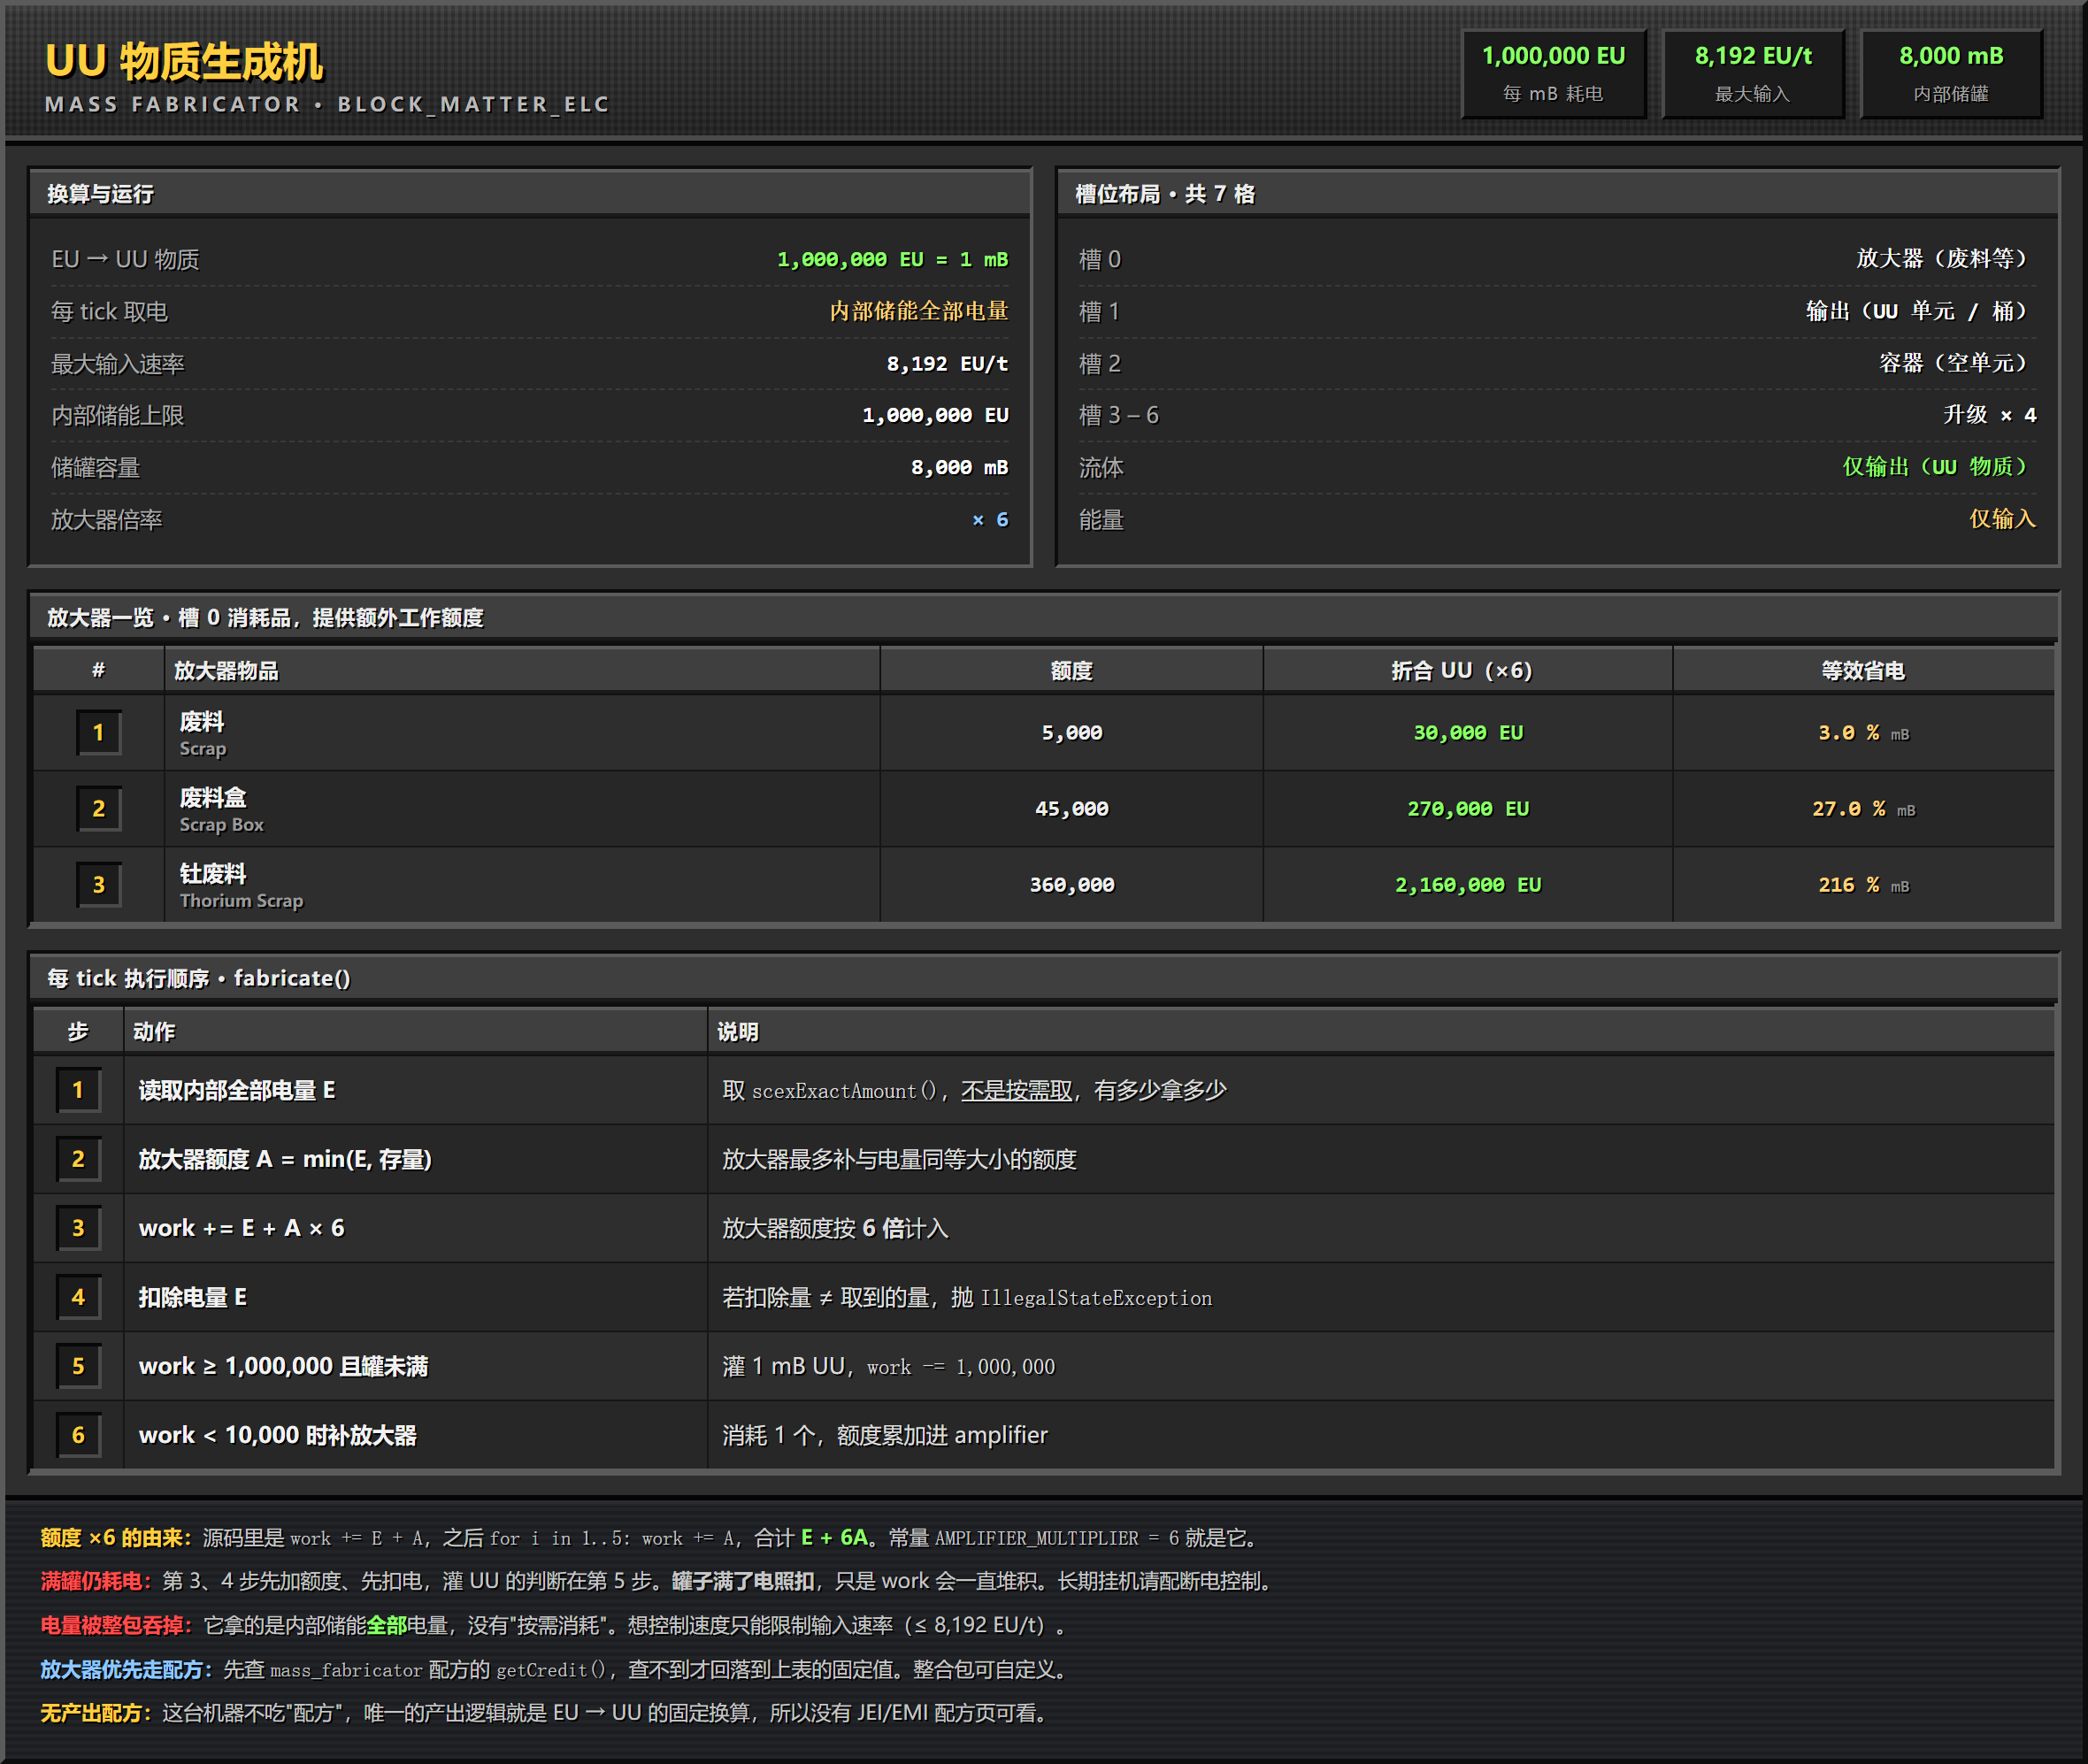 UU 物质生成机
MASS FABRICATOR • BLOCK_MATTER_ELC
1,000,000 EU
每 mB 耗电
8,192 EU/t
最大输入
8,000 mB
内部储罐
换算与运行
EU → UU 物质 1,000,000 EU = 1 mB
每 tick 取电 内部储能全部电量
最大输入速率 8,192 EU/t
内部储能上限 1,000,000 EU
储罐容量 8,000 mB
放大器倍率 × 6
槽位布局 • 共 7 格
槽 0 放大器（废料等）
槽 1 输出（UU 单元 / 桶）
槽 2 容器（空单元）
槽 3 – 6 升级 × 4
流体 仅输出（UU 物质）
能量 仅输入
放大器一览 • 槽 0 消耗品，提供额外工作额度
# 放大器物品 额度 折合 UU（×6） 等效省电
1 废料 5,000 30,000 EU 3.0 % mB
Scrap
2 废料盒 45,000 270,000 EU 27.0 % mB
Scrap Box
3 钍废料 360,000 2,160,000 EU 216 % mB
Thorium Scrap
每 tick 执行顺序 • fabricate()
步 动作 说明
1 读取内部全部电量 E 取 scexExactAmount()，不是按需取，有多少拿多少
2 放大器额度 A = min(E, 存量) 放大器最多补与电量同等大小的额度
3 work += E + A × 6 放大器额度按 6 倍计入
4 扣除电量 E 若扣除量 ≠ 取到的量，抛 IllegalStateException
5 work ≥ 1,000,000 且罐未满 灌 1 mB UU，work −= 1,000,000
6 work < 10,000 时补放大器 消耗 1 个，额度累加进 amplifier
额度 ×6 的由来：源码里是 work += E + A，之后 for i in 1..5: work += A，合计 E + 6A。常量 AMPLIFIER_MULTIPLIER = 6 就是它。
满罐仍耗电：第 3、4 步先加额度、先扣电，灌 UU 的判断在第 5 步。罐子满了电照扣，只是 work 会一直堆积。长期挂机请配断电控制。
电量被整包吞掉：它拿的是内部储能全部电量，没有"按需消耗"。想控制速度只能限制输入速率（≤ 8,192 EU/t）。
放大器优先走配方：先查 mass_fabricator 配方的 getCredit()，查不到才回落到上表的固定值。整合包可自定义。
无产出配方：这台机器不吃"配方"，唯一的产出逻辑就是 EU → UU 的固定换算，所以没有 JEI/EMI 配方页可看。